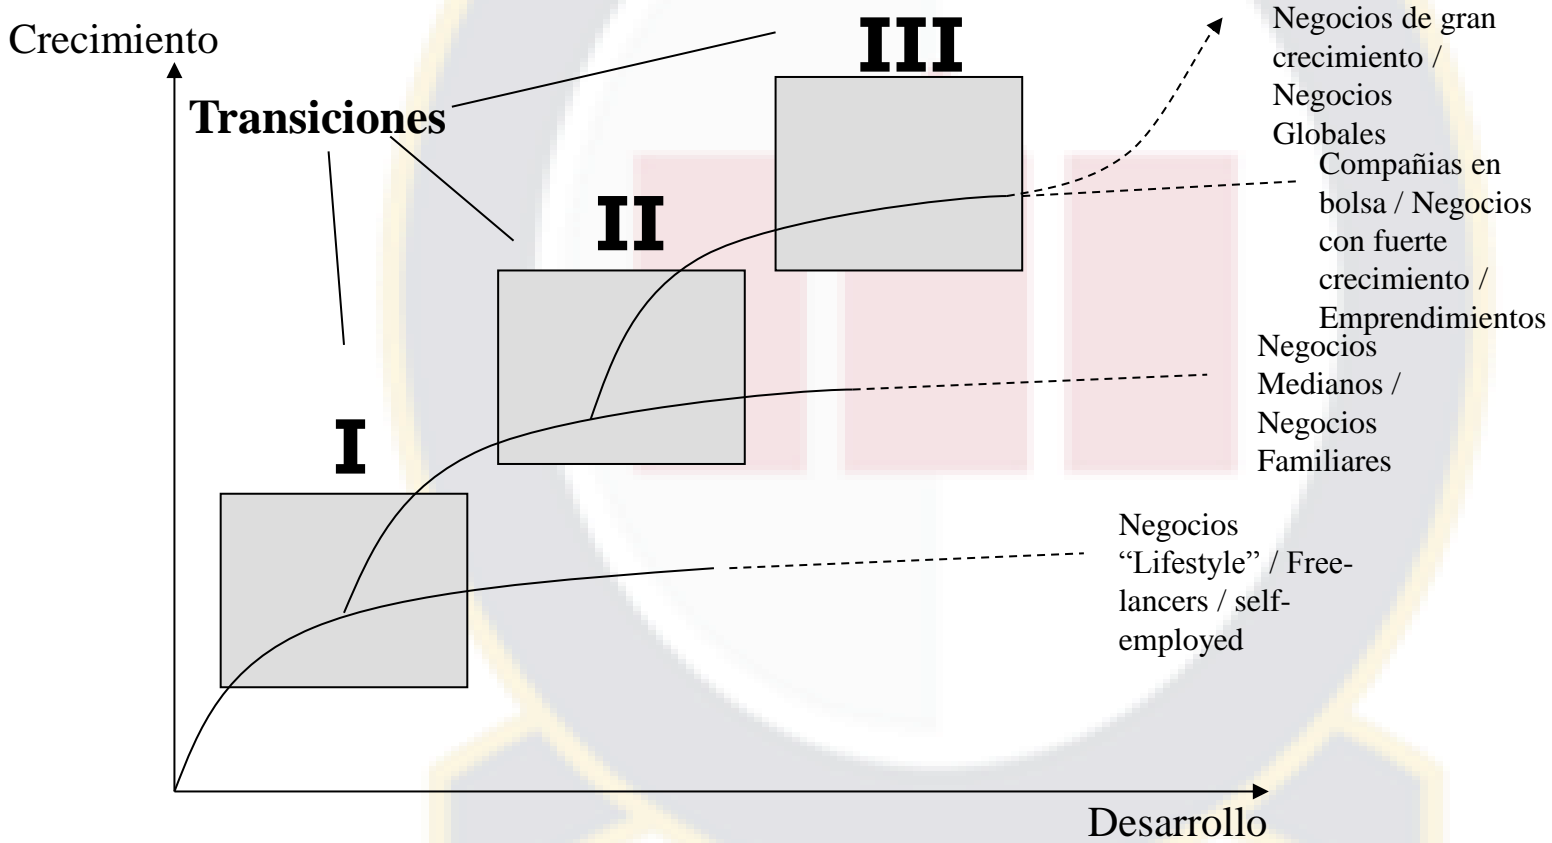 Crecimiento
Transiciones
III
II
I
Negocios de gran
crecimiento /
Negocios
Globales
Compañias en
bolsa / Negocios
con fuerte
crecimiento /
Emprendimientos
Negocios
Medianos /
Negocios
Familiares
Negocios
“Lifestyle” / Free-
lancers / self-
employed
Desarrollo